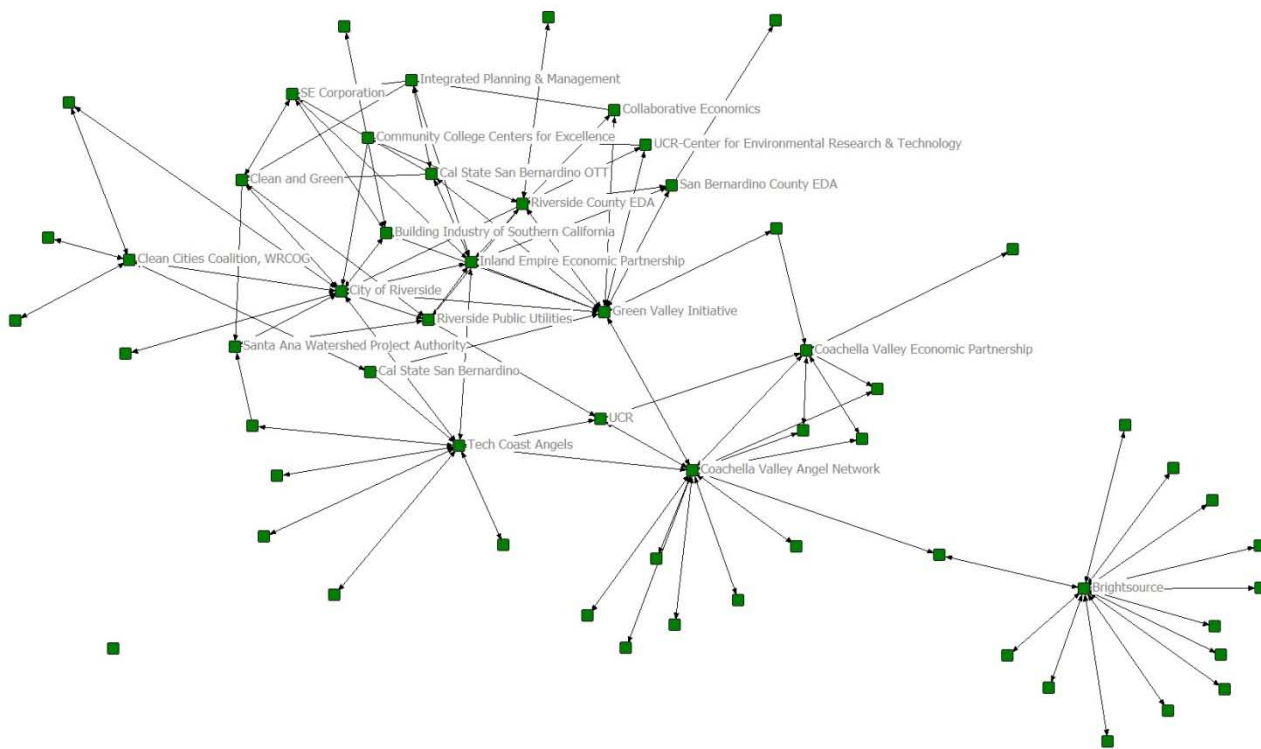 Integrated Planning & Management
SE Corporation
Collaborative Economics
Community College Centers for Excellence
UCR-Center for Environmental Research & Technology
Cal State San Bernardino OTT
Clean and Green
San Bernardino County EDA
Riverside County EDA
Building Industry of Southern California
Clean Cities Coalition, WRCOG
Inland Empire Economic Partnership
City of Riverside
Green Valley Initiative
Riverside Public Utilities
Santa Ana Watershed Project Authority
Coachella Valley Economic Partnership
Cal State San Bernardino
UCR
Tech Coast Angels
Coachella Valley Angel Network
Brightsource